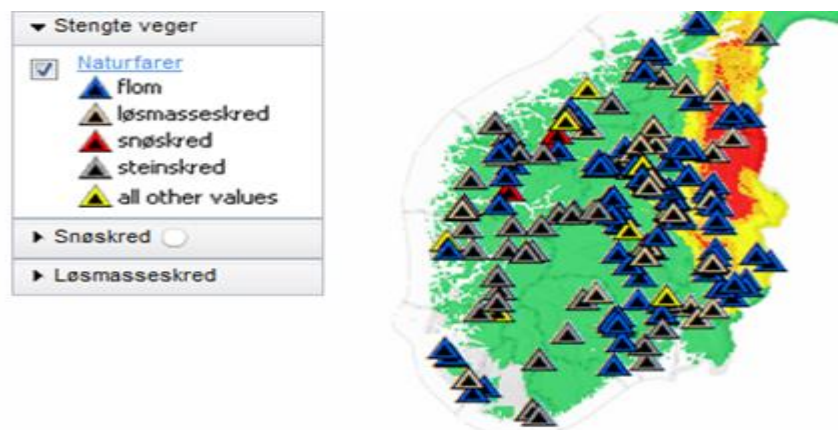 Stengte veger
Naturfarer
flom
løsmasseskred
snøskred
steinskred
all other values
Snøskred
Løsmasseskred